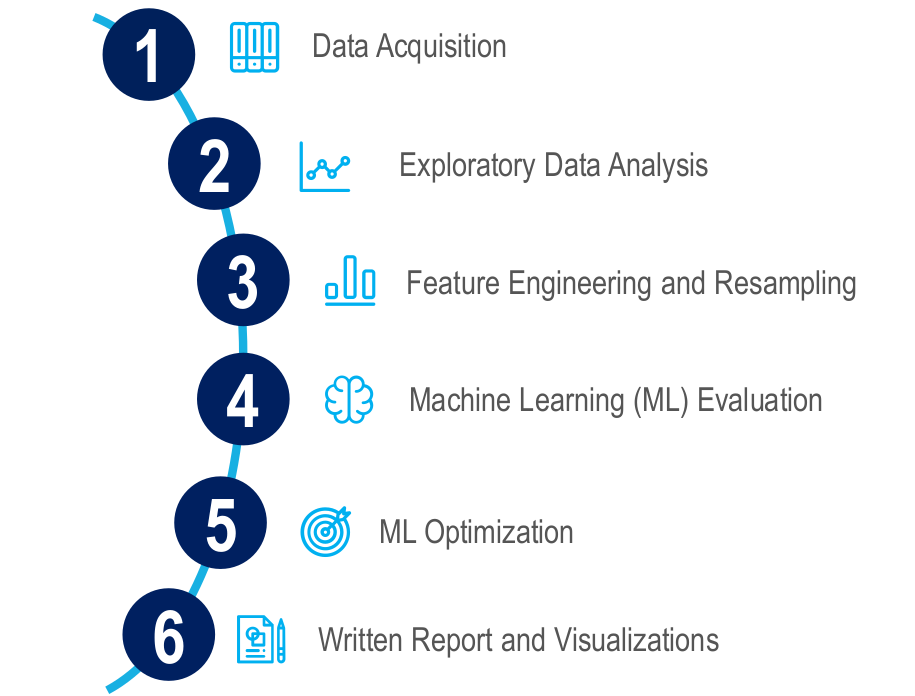 1 Data Acquisition
2 Exploratory Data Analysis
3 Feature Engineering and Resampling
4 Machine Learning (ML) Evaluation
5 ML Optimization
6 Written Report and Visualizations